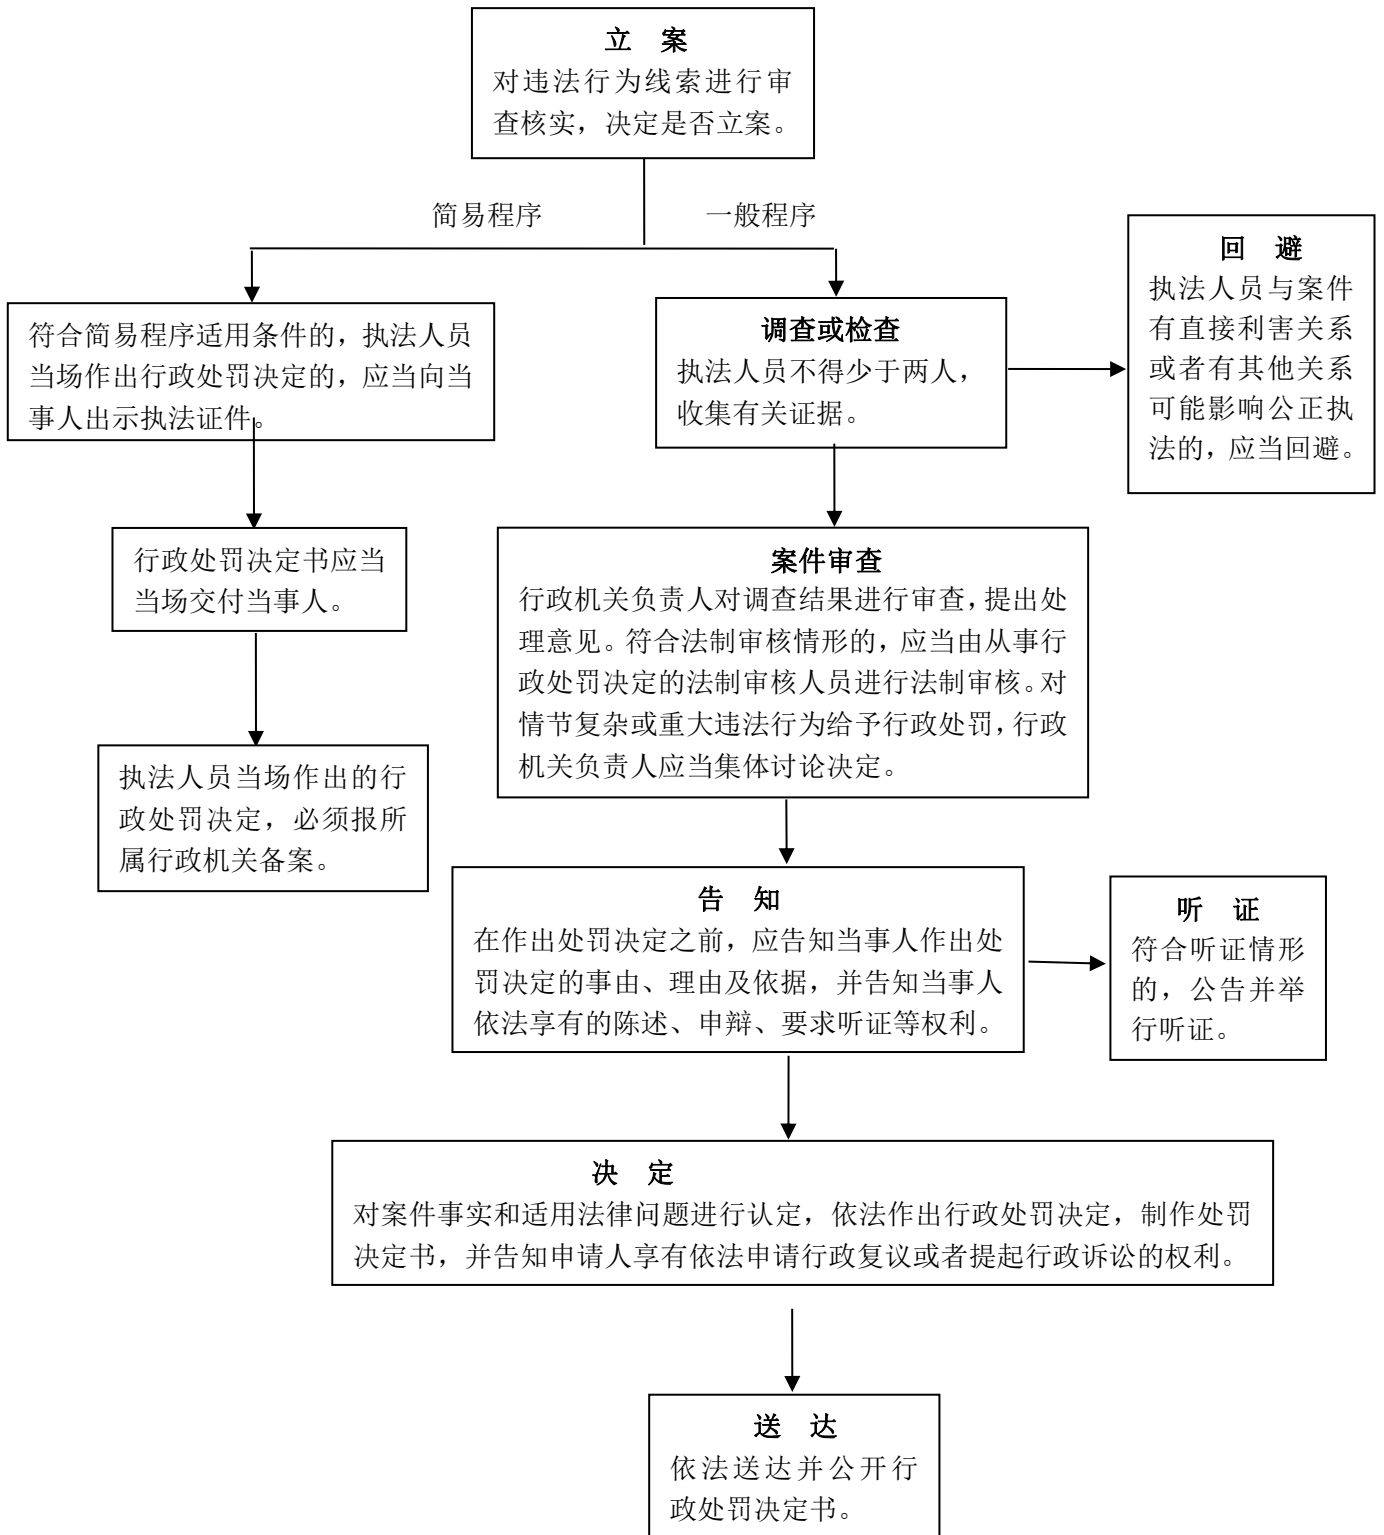 立 案
对违法行为线索进行审
查核实，决定是否立案。
简易程序 一般程序
符合简易程序适用条件的，执法人员
当场作出行政处罚决定的，应当向当
事人出示执法证件。
调查或检查
执法人员不得少于两人，
收集有关证据。
回 避
执法人员与案件
有直接利害关系
或者有其他关系
可能影响公正执
法的，应当回避。
行政处罚决定书应当
当场交付当事人。
案件审查
行政机关负责人对调查结果进行审查，提出处
理意见。符合法制审核情形的，应当由从事行
政处罚决定的法制审核人员进行法制审核。对
情节复杂或重大违法行为给予行政处罚，行政
机关负责人应当集体讨论决定。
执法人员当场作出的行
政处罚决定，必须报所
属行政机关备案。
告 知
在作出处罚决定之前，应告知当事人作出处
罚决定的事由、理由及依据，并告知当事人
依法享有的陈述、申辩、要求听证等权利。
听 证
符合听证情形
的，公告并举
行听证。
决 定
对案件事实和适用法律问题进行认定，依法作出行政处罚决定，制作处罚
决定书，并告知申请人享有依法申请行政复议或者提起行政诉讼的权利。
送 达
依法送达并公开行
政处罚决定书。